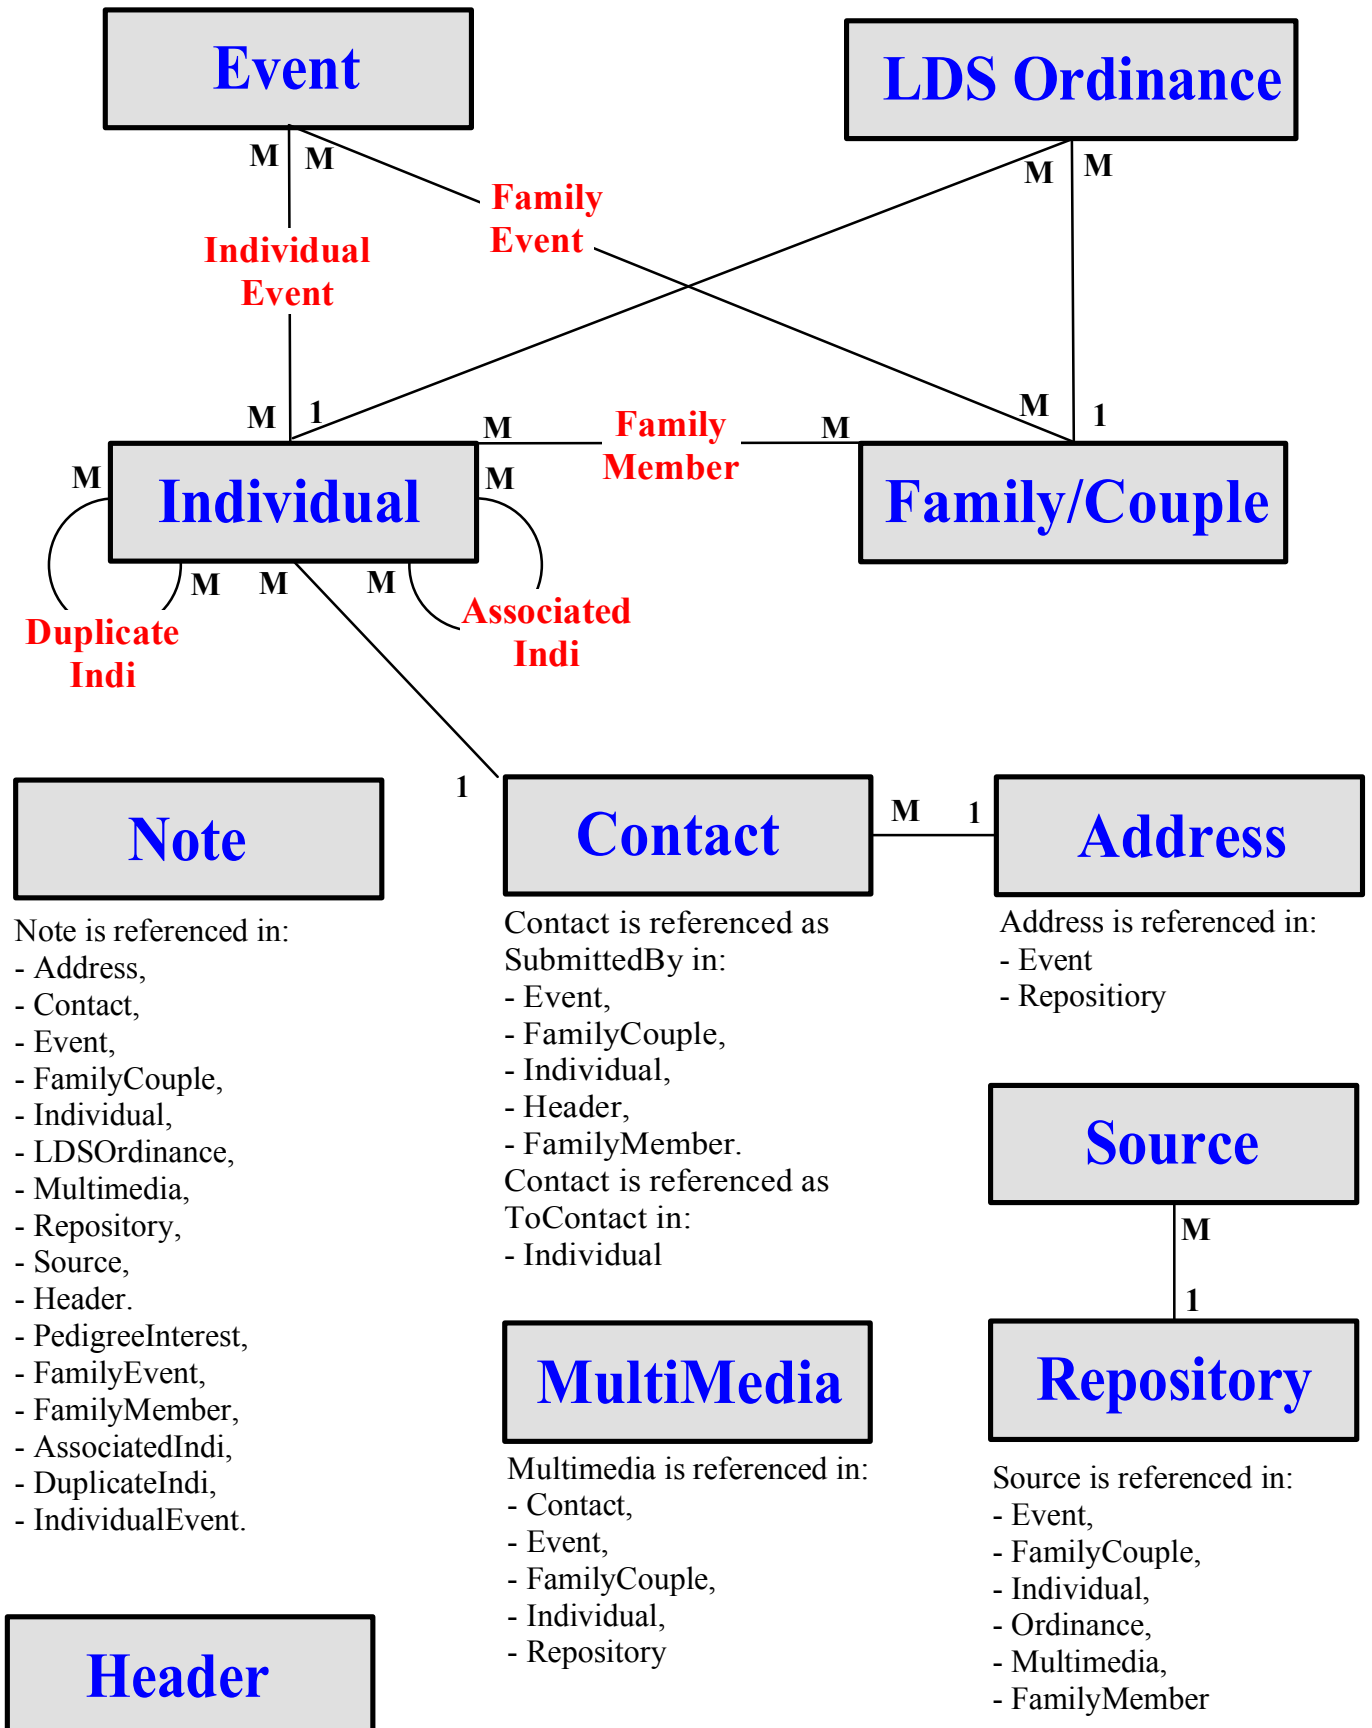 Event
LDS Ordinance
M
M
M
M
Family
Event
Individual
Event
M
1
M
1
M
Family
Member
M
M
Individual
M
Family/Couple
M
M
M
Duplicate
Indi
Associated
Indi
1
Note
Contact
M
1
Address
Note is referenced in:
- Address,
- Contact,
- Event,
- FamilyCouple,
- Individual,
- LDSOrdinance,
- Multimedia,
- Repository,
- Source,
- Header.
- PedigreeInterest,
- FamilyEvent,
- FamilyMember,
- AssociatedIndi,
- DuplicateIndi,
- IndividualEvent.
Contact is referenced as
SubmittedBy in:
- Event,
- FamilyCouple,
- Individual,
- Header,
- FamilyMember.
Contact is referenced as
ToContact in:
- Individual
Address is referenced in:
- Event
- Repositiory
Source
M
1
MultiMedia
Repository
Multimedia is referenced in:
- Contact,
- Event,
- FamilyCouple,
- Individual,
- Repository
Source is referenced in:
- Event,
- FamilyCouple,
- Individual,
- Ordinance,
- Multimedia,
- FamilyMember
Header